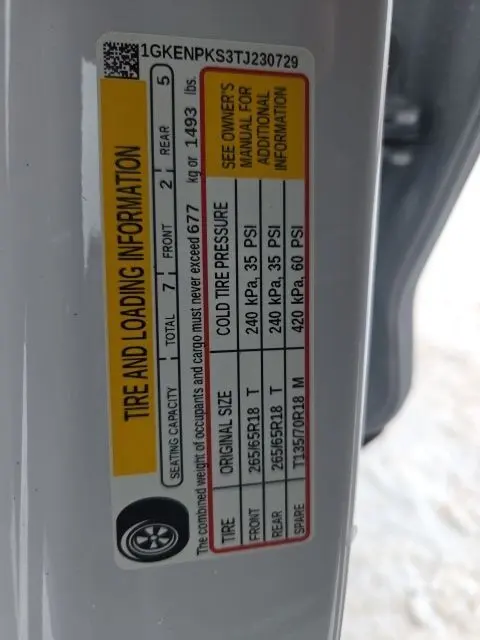 1GKENPKS3TJ230729
TIRE AND LOADING INFORMATION
SEATING CAPACITY TOTAL 7 FRONT 2 REAR 5
The combined weight of occupants and cargo must never exceed 677 kg or 1493 lbs.
TIRE ORIGINAL SIZE COLD TIRE PRESSURE
FRONT 265/65R18 T 240 kPa, 35 PSI
REAR 265/65R18 T 240 kPa, 35 PSI
SPARE T135/70R18 M 420 kPa, 60 PSI
SEE OWNER'S
MANUAL FOR
ADDITIONAL
INFORMATION